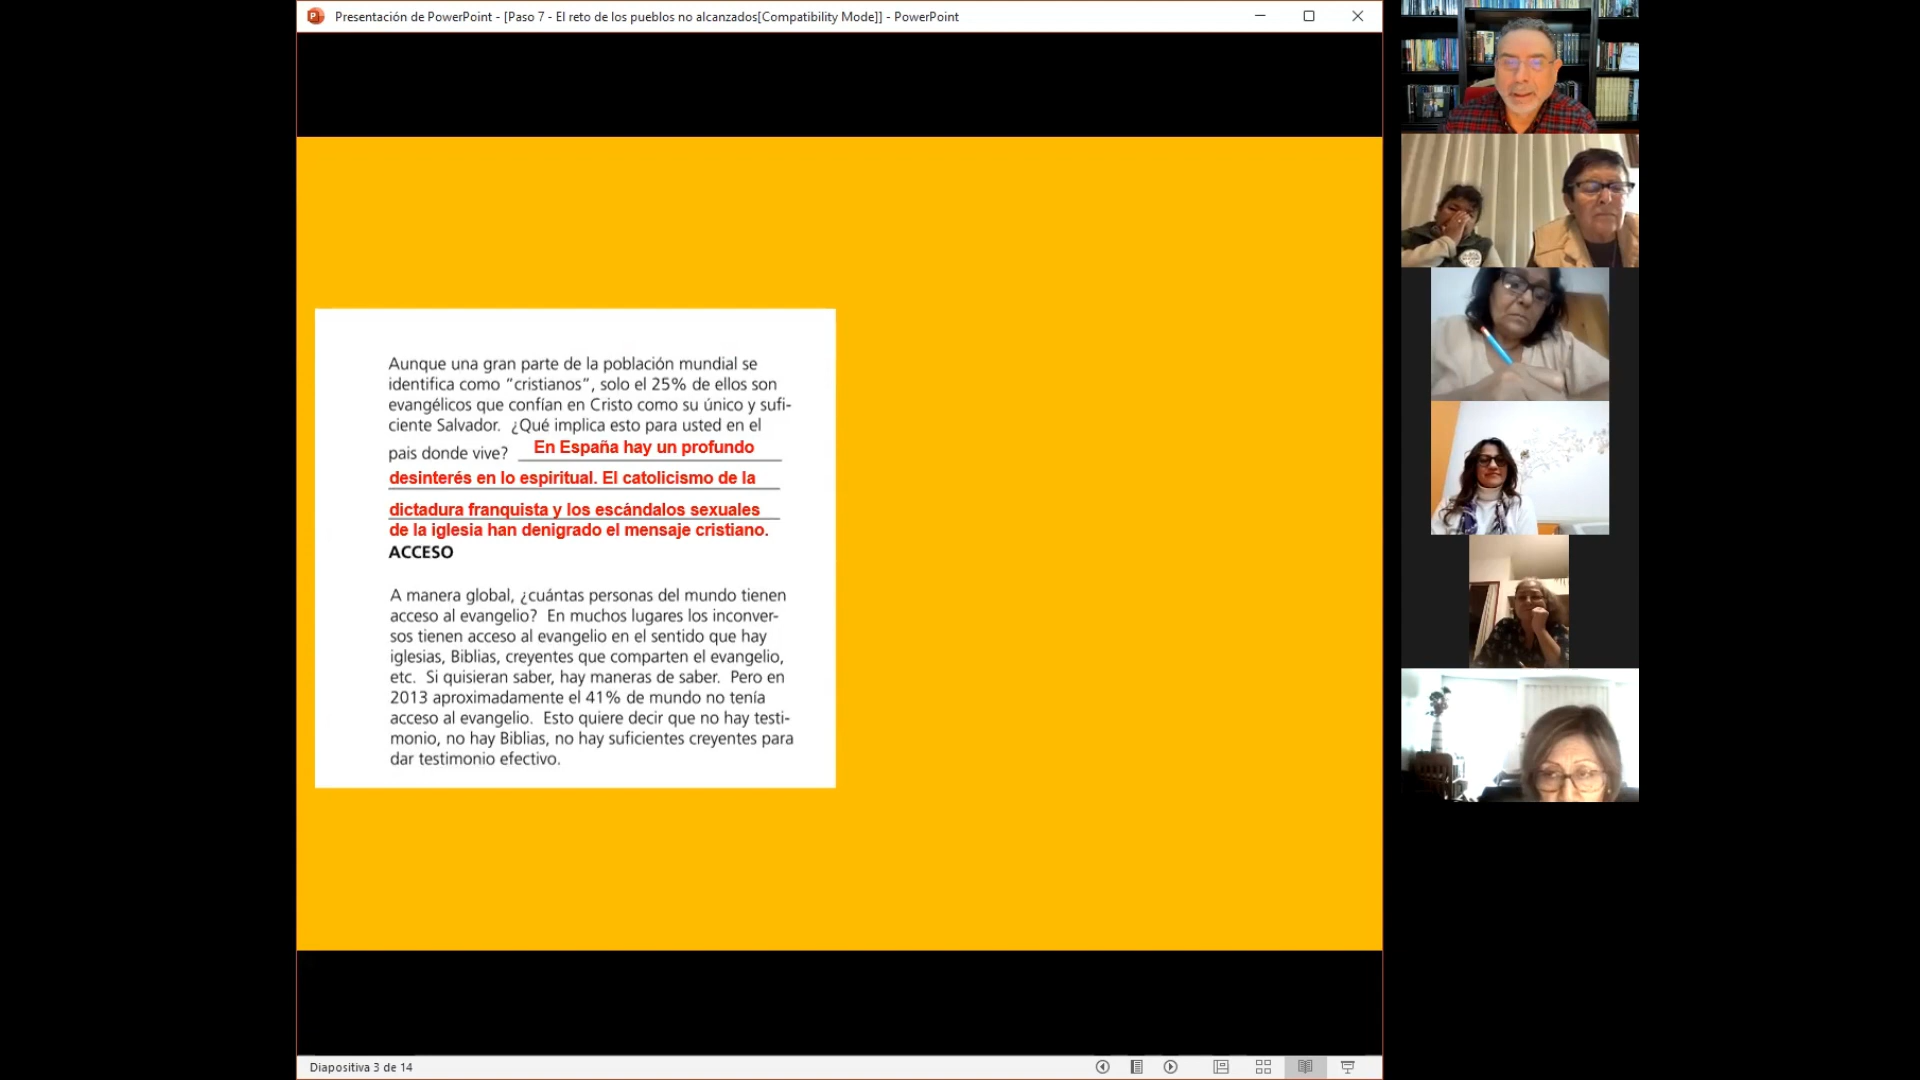 Presentación de PowerPoint - [Paso 7 - El reto de los pueblos no alcanzados[Compatibility Mode]] - PowerPoint
Aunque una gran parte de la población mundial se
identifica como “cristianos”, solo el 25% de ellos son
evangélicos que confían en Cristo como su único y sufi-
ciente Salvador. ¿Qué implica esto para usted en el
pais donde vive? En España hay un profundo
desinterés en lo espiritual. El catolicismo de la
dictadura franquista y los escándalos sexuales
de la iglesia han denigrado el mensaje cristiano.
ACCESO
A manera global, ¿cuántas personas del mundo tienen
acceso al evangelio? En muchos lugares los inconver-
sos tienen acceso al evangelio en el sentido que hay
iglesias, Biblias, creyentes que comparten el evangelio,
etc. Si quisieran saber, hay maneras de saber. Pero en
2013 aproximadamente el 41% de mundo no tenía
acceso al evangelio. Esto quiere decir que no hay testi-
monio, no hay Biblias, no hay suficientes creyentes para
dar testimonio efectivo.
Diapositiva 3 de 14